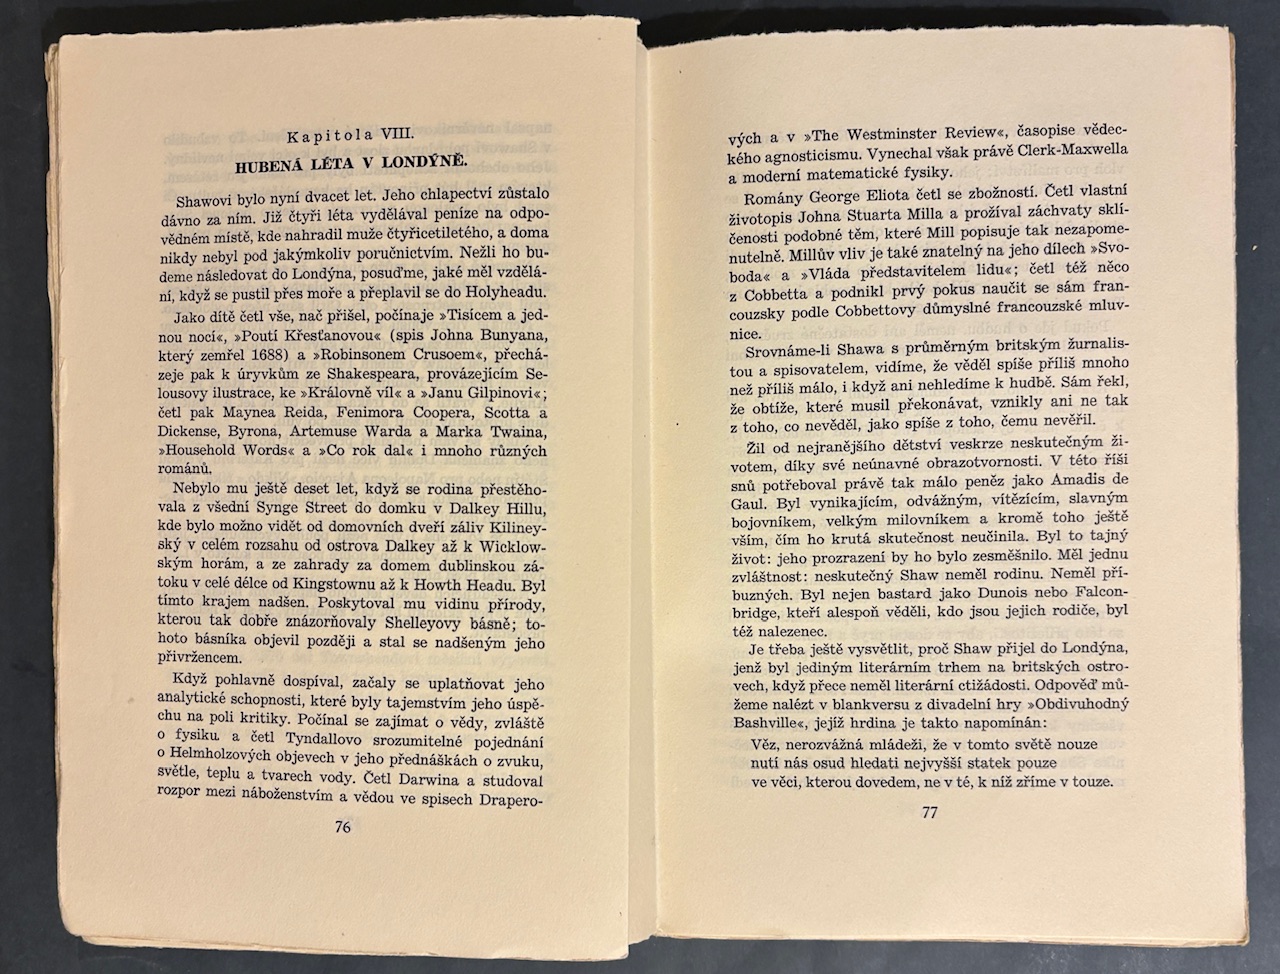 Kapitola VIII.
HUBENÁ LÉTA V LONDÝNĚ.
Shawovi bylo nyní dvacet let. Jeho chlapectví zůstalo
dávno za ním. Již čtyři léta vydělával peníze na odpo-
vědném místě, kde nahradil muže čtyřicetiletého, a doma
nikdy nebyl pod jakýmkoliv poručnictvím. Nežli ho bu-
deme následovat do Londýna, posuďme, jaké měl vzdělá-
ní, když se pustil přes moře a přeplavil se do Holyheadu.
Jako dítě četl vše, nač přišel, počínaje »Tisícem a jed-
nou nocí«, »Poutí Křesťanovou« (spis Johna Bunyana,
který zemřel 1688) a »Robinsonem Crusoem«, přechá-
zeje pak k úryvkům ze Shakespeara, provázejícím Se-
lousovy ilustrace, ke »Královně víl« a »Janu Gilpinovi«;
četl pak Maynea Reida, Fenimora Coopera, Scotta a
Dickense, Byrona, Artemuse Warda a Marka Twaina,
»Household Words« a »Co rok dal« i mnoho různých
románů.
Nebylo mu ještě deset let, když se rodina přestěho-
vala z všední Synge Street do domku v Dalkey Hillu,
kde bylo možno vidět od domovních dveří záliv Kiliney-
ský v celém rozsahu od ostrova Dalkey až k Wicklow-
ským horám, a ze zahrady za domem dublinskou zá-
toku v celé délce od Kingstownu až k Howth Headu. Byl
tímto krajem nadšen. Poskytoval mu vidinu přírody,
kterou tak dobře znázorňovaly Shelleyovy básně; to-
hoto básníka objevil později a stal se nadšeným jeho
přivržencem.
Když pohlavně dospíval, začaly se uplatňovat jeho
analytické schopnosti, které byly tajemstvím jeho úspě-
chu na poli kritiky. Počínal se zajímat o vědy, zvláště
o fysiku a četl Tyndallovo srozumitelné pojednání
o Helmholzových objevech v jeho přednáškách o zvuku,
světle, teplu a tvarech vody. Četl Darwina a studoval
rozpor mezi náboženstvím a vědou ve spisech Drapero-
76
vých a v »The Westminster Review«, časopise vědec-
kého agnosticismu. Vynechal však právě Clerk-Maxwella
a moderní matematické fysiky.
Romány George Eliota četl se zbožností. Četl vlastní
životopis Johna Stuarta Milla a prožíval záchvaty sklí-
čenosti podobné těm, které Mill popisuje tak nezapome-
nutelně. Millův vliv je také znatelný na jeho dílech »Svo-
boda« a »Vláda představitelem lidu«; četl též něco
z Cobbetta a podnikl prvý pokus naučit se sám fran-
couzsky podle Cobbettovy důmyslné francouzské mluv-
nice.
Srovnáme-li Shawa s průměrným britským žurnalis-
tou a spisovatelem, vidíme, že věděl spíše příliš mnoho
než příliš málo, i když ani nehledíme k hudbě. Sám řekl,
že obtíže, které musil překonávat, vznikly ani ne tak
z toho, co nevěděl, jako spíše z toho, čemu nevěřil.
Žil od nejranějšího dětství veskrze neskutečným ži-
votem, díky své neúnavné obrazotvornosti. V této říši
snů potřeboval právě tak málo peněz jako Amadis de
Gaul. Byl vynikajícím, odvážným, vítězícím, slavným
bojovníkem, velkým milovníkem a kromě toho ještě
vším, čím ho krutá skutečnost neučinila. Byl to tajný
život: jeho prozrazení by ho bylo zesměšnilo. Měl jednu
zvláštnost: neskutečný Shaw neměl rodinu. Neměl pří-
buzných. Byl nejen bastard jako Dunois nebo Falcon-
bridge, kteří alespoň věděli, kdo jsou jejich rodiče, byl
též nalezenec.
Je třeba ještě vysvětlit, proč Shaw přijel do Londýna,
jenž byl jediným literárním trhem na britských ostro-
vech, když přece neměl literární ctižádosti. Odpověď mů-
žeme nalézt v blankversu z divadelní hry »Obdivuhodný
Bashville«, jejíž hrdina je takto napomínán:
Věz, nerozvážná mládeži, že v tomto světě nouze
nutí nás osud hledati nejvyšší statek pouze
ve věci, kterou dovedem, ne v té, k níž zříme v touze.
77